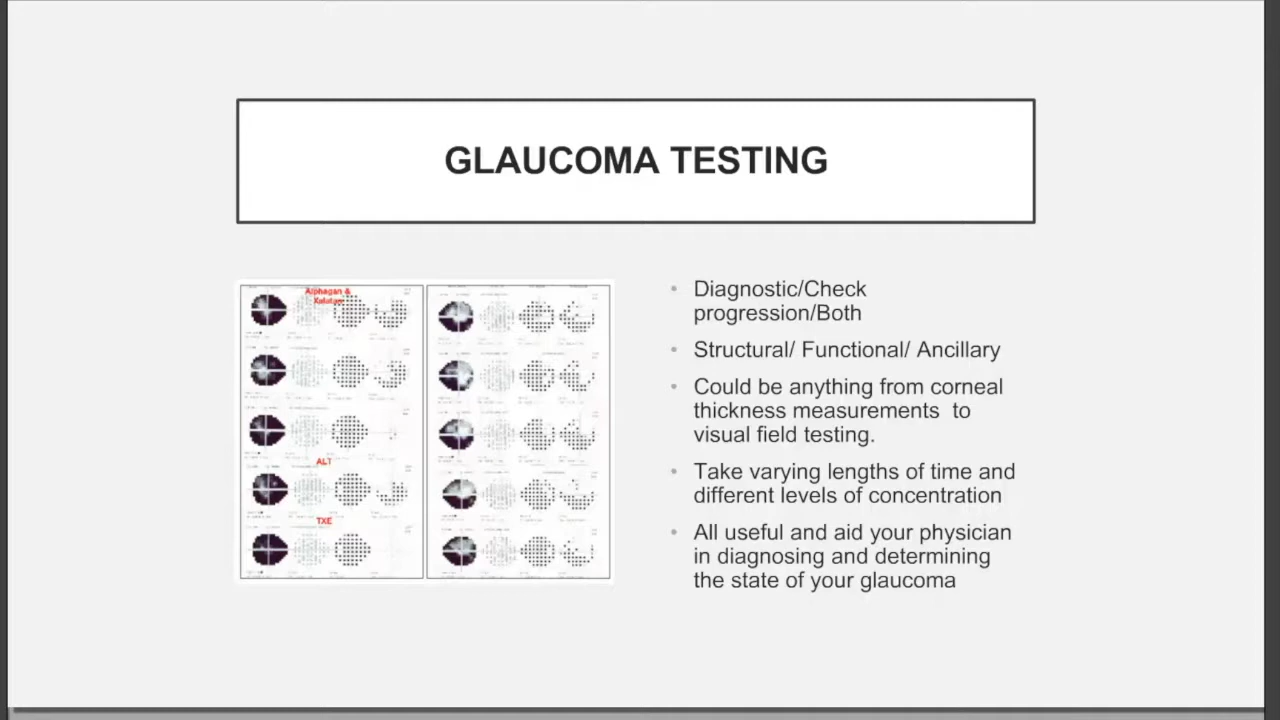 GLAUCOMA TESTING
Alphagan &
Xalatan
ALT
TXE
• Diagnostic/Check
progression/Both
• Structural/ Functional/ Ancillary
• Could be anything from corneal
thickness measurements  to
visual field testing.
• Take varying lengths of time and
different levels of concentration
• All useful and aid your physician
in diagnosing and determining
the state of your glaucoma